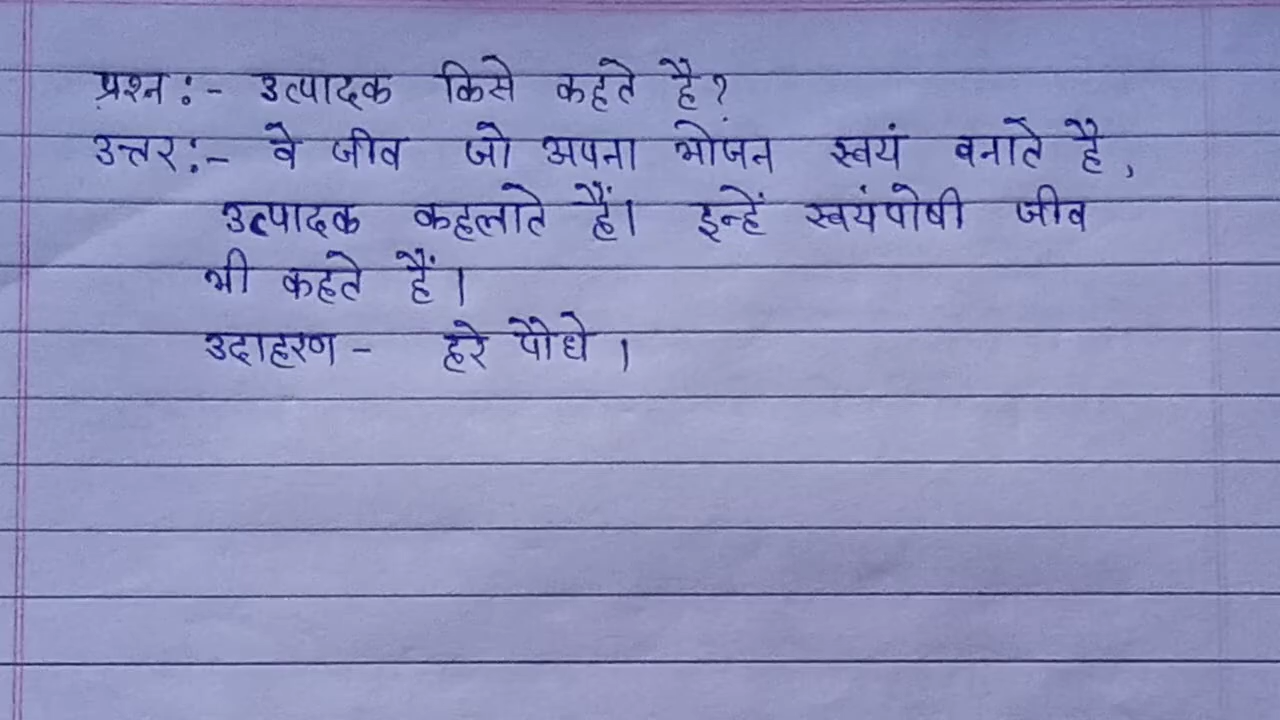 प्रश्न :- उत्पादक किसे कहते है?
उत्तर :- वे जीव जो अपना भोजन स्वयं बनाते है,
उत्पादक कहलाते हैं। इन्हें स्वयंपोषी जीव
भी कहते हैं।
उदाहरण - हरे पौधे।